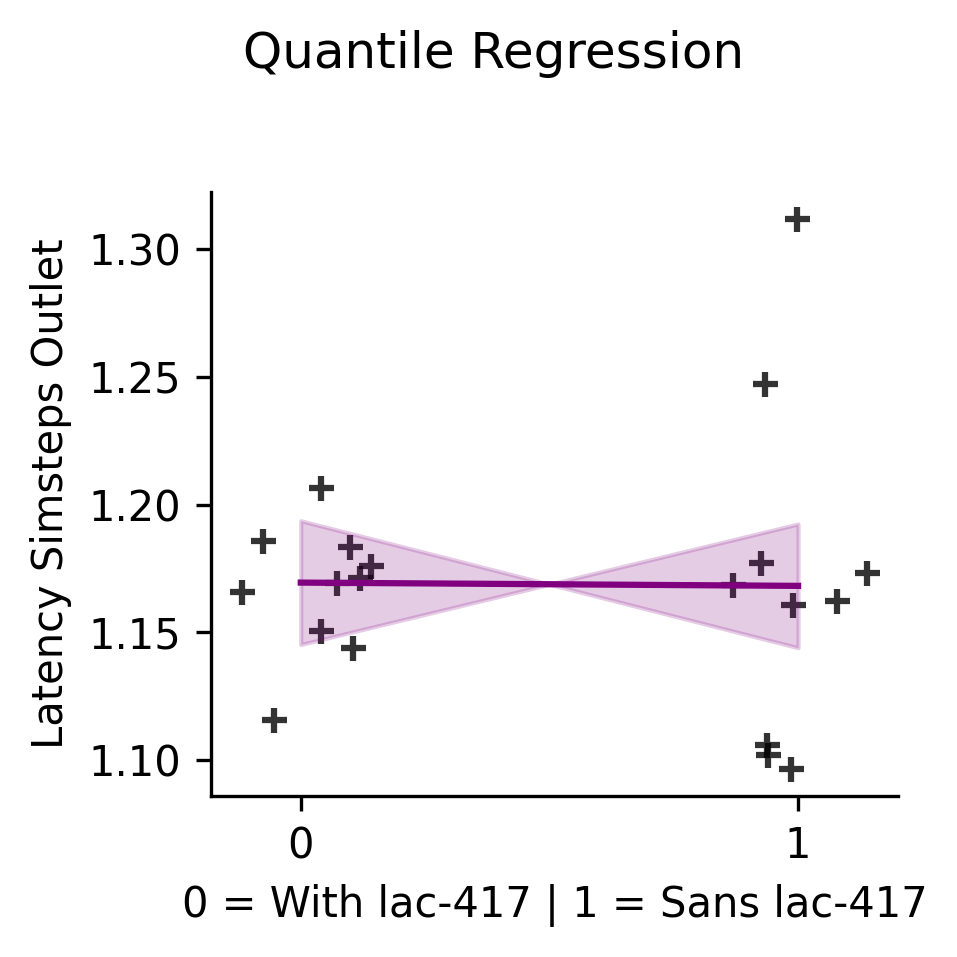 Quantile Regression
Latency Simsteps Outlet
1.30
1.25
1.20
1.15
1.10
0 1
0 = With lac-417 | 1 = Sans lac-417